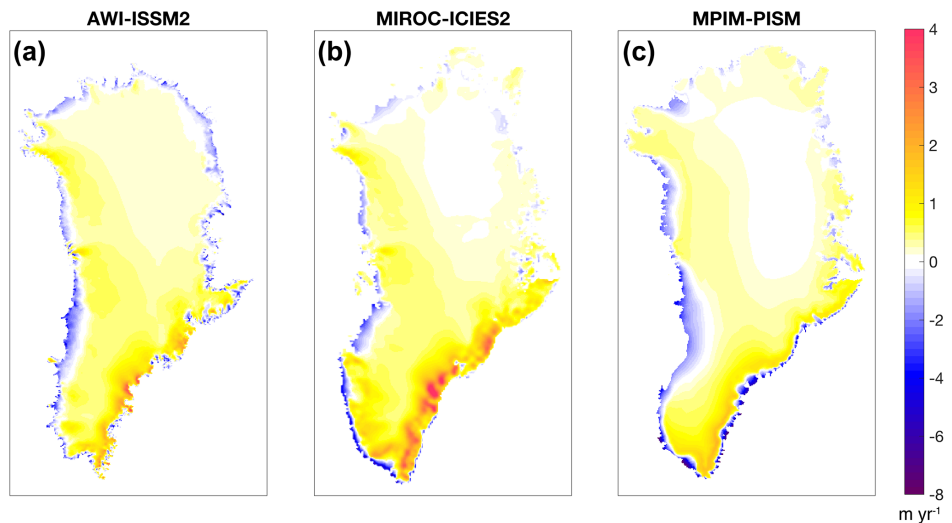 AWI-ISSM2
MIROC-ICIES2
MPIM-PISM
(a)
(b)
(c)
4
3
2
1
0
-2
-4
-6
-8
m yr-1